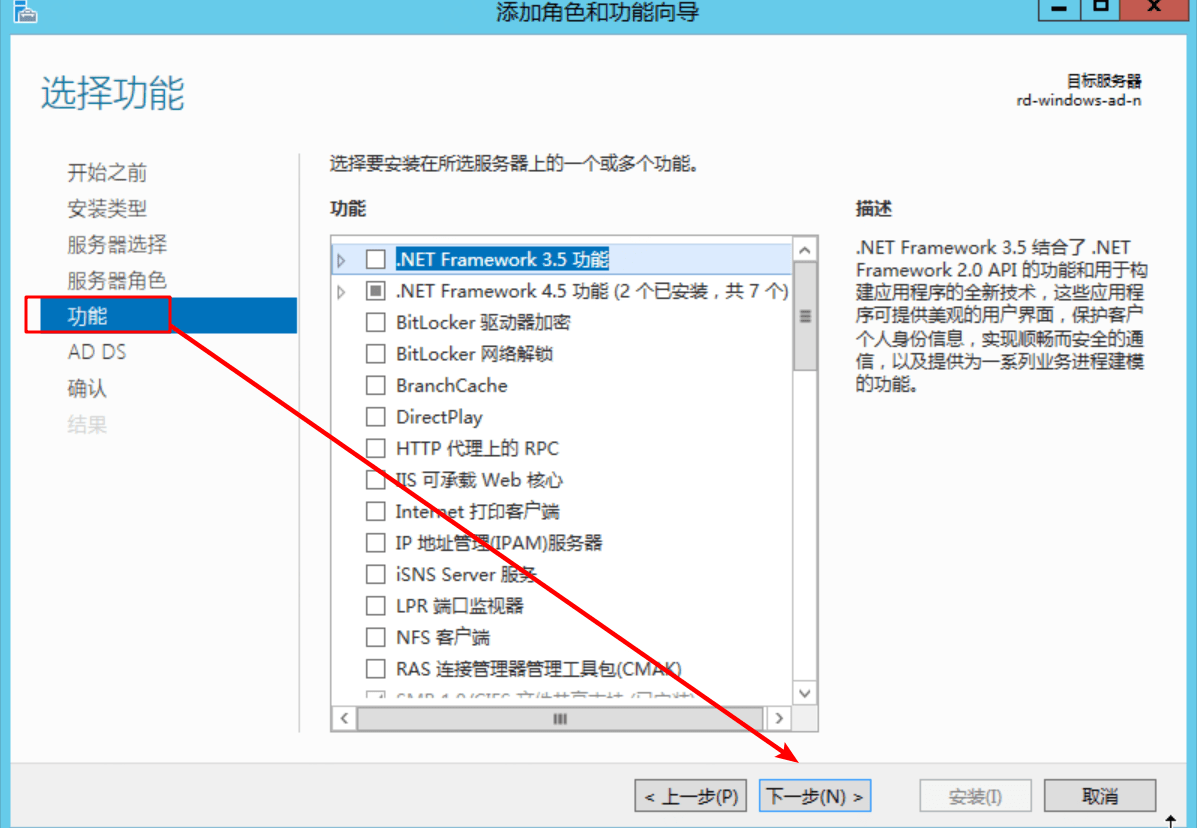 添加角色和功能向导
选择功能
目标服务器
rd-windows-ad-n
开始之前
安装类型
服务器选择
服务器角色
功能
AD DS
确认
结果
选择要安装在所选服务器上的一个或多个功能。
功能
.NET Framework 3.5 功能
.NET Framework 4.5 功能 (2 个已安装，共 7 个)
BitLocker 驱动器加密
BitLocker 网络解锁
BranchCache
DirectPlay
HTTP 代理上的 RPC
IIS 可承载 Web 核心
Internet 打印客户端
IP 地址管理(IPAM)服务器
iSNS Server 服务
LPR 端口监视器
NFS 客户端
RAS 连接管理器管理工具包(CMAK)
SMB 1.0/CIFS 文件共享支持 (已安装)
描述
.NET Framework 3.5 结合了 .NET
Framework 2.0 API 的功能和用于构
建应用程序的全新技术，这些应用程
序可提供美观的用户界面，保护客户
个人身份信息，实现顺畅而安全的通
信，以及提供为一系列业务进程建模
的功能。
< 上一步(P)
下一步(N) >
安装(I)
取消